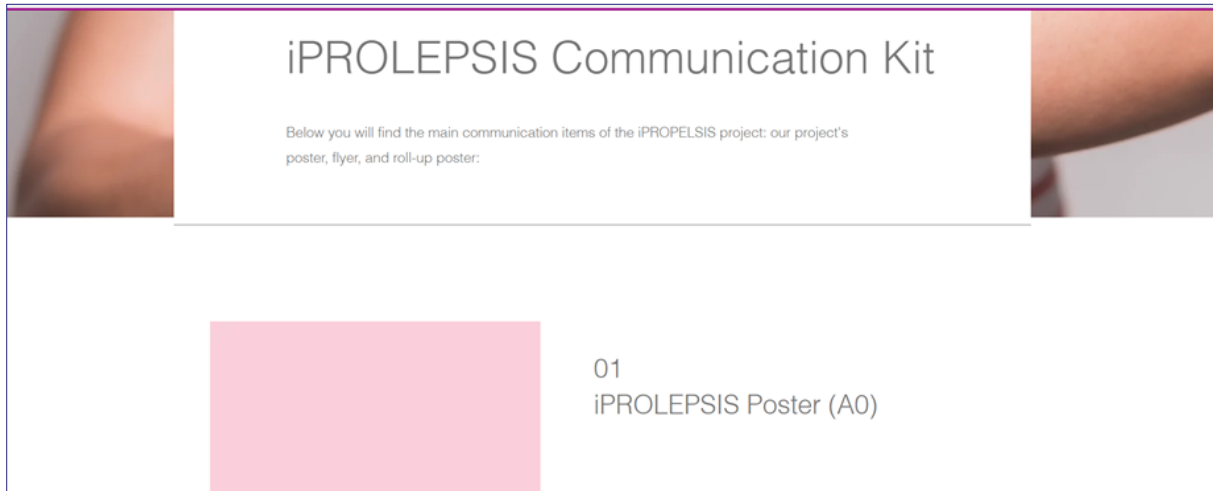 iPROLEPSIS Communication Kit
Below you will find the main communication items of the iPROPELSIS project: our project's
poster, flyer, and roll-up poster:
01
iPROLEPSIS Poster (A0)